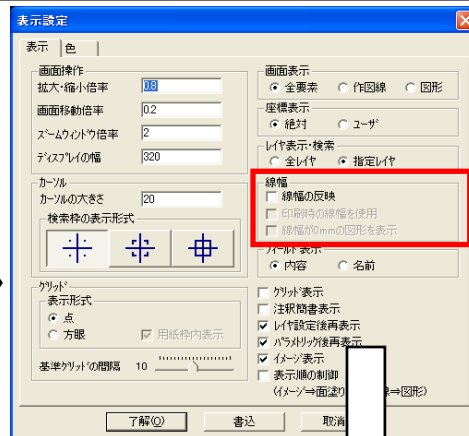 表示設定
表示 色
画面操作
拡大・縮小倍率 0.8
画面移動倍率 0.2
ズームウィンドウ倍率 2
ディスプレイの幅 320
カーソル
カーソルの大きさ 20
検索枠の表示形式
グリッド
表示形式
点
方眼
用紙枠内表示
基準グリッドの間隔 10
画面表示
全要素 作図線 図形
座標表示
絶対 ユーザ
レイヤ表示・検索
全レイヤ 指定レイヤ
線幅
線幅の反映
印刷時の線幅を使用
線幅が0mmの図形を表示
フィールド表示
内容 名前
グリッド表示
注釈簡書表示
レイヤ設定後再表示
パラメトリック後再表示
イメージ表示
表示順の制御
(イメージ⇒面塗り ⇒図形)
了解(O) 書込 取消